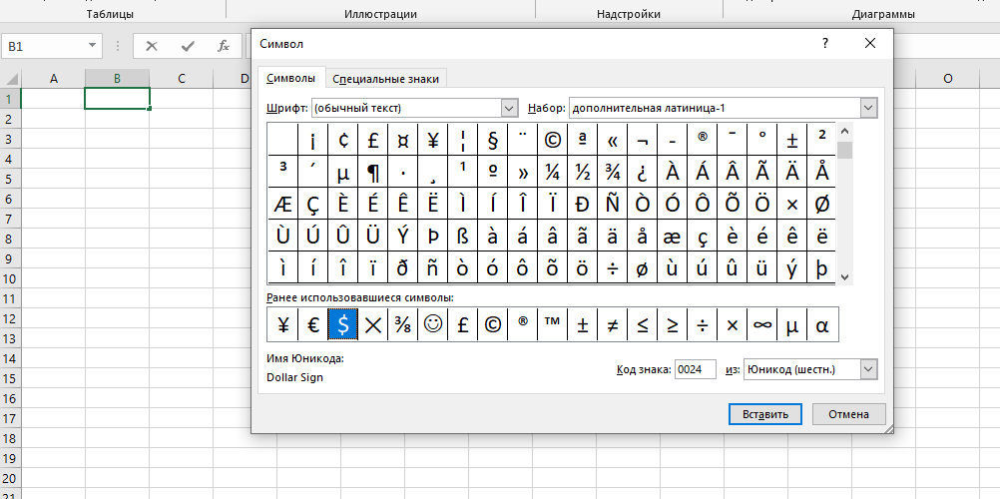 Таблицы Иллюстрации Надстройки Диаграммы
B1 fx
Символ ?
A B C D O
Символы Специальные знаки
Шрифт: (обычный текст) Набор: дополнительная латиница-1
1
2
3
4
5
6
7
8
9
10
11
12
13
14
15
16
17
18
19
20
21
¡ ¢ £ ¤ ¥ ¦ § ¨ © ª « ¬ - ® ¯ ° ± ²
³ ´ µ ¶ · ¸ ¹ º » ¼ ½ ¾ ¿ À Á Â Ã Ä Å
Æ Ç È É Ê Ë Ì Í Î Ï Ð Ñ Ò Ó Ô Õ Ö × Ø
Ù Ú Û Ü Ý Þ ß à á â ã ä å æ ç è é ê ë
ì í î ï ð ñ ò ó ô õ ö ÷ ø ù ú û ü ý þ
Ранее использовавшиеся символы:
¥ € $ ✕ ⅜ ☺ £ © ® ™ ± ≠ ≤ ≥ ÷ × ∞ µ α
Имя Юникода:
Dollar Sign
Код знака: 0024 из: Юникод (шестн.)
Вставить Отмена